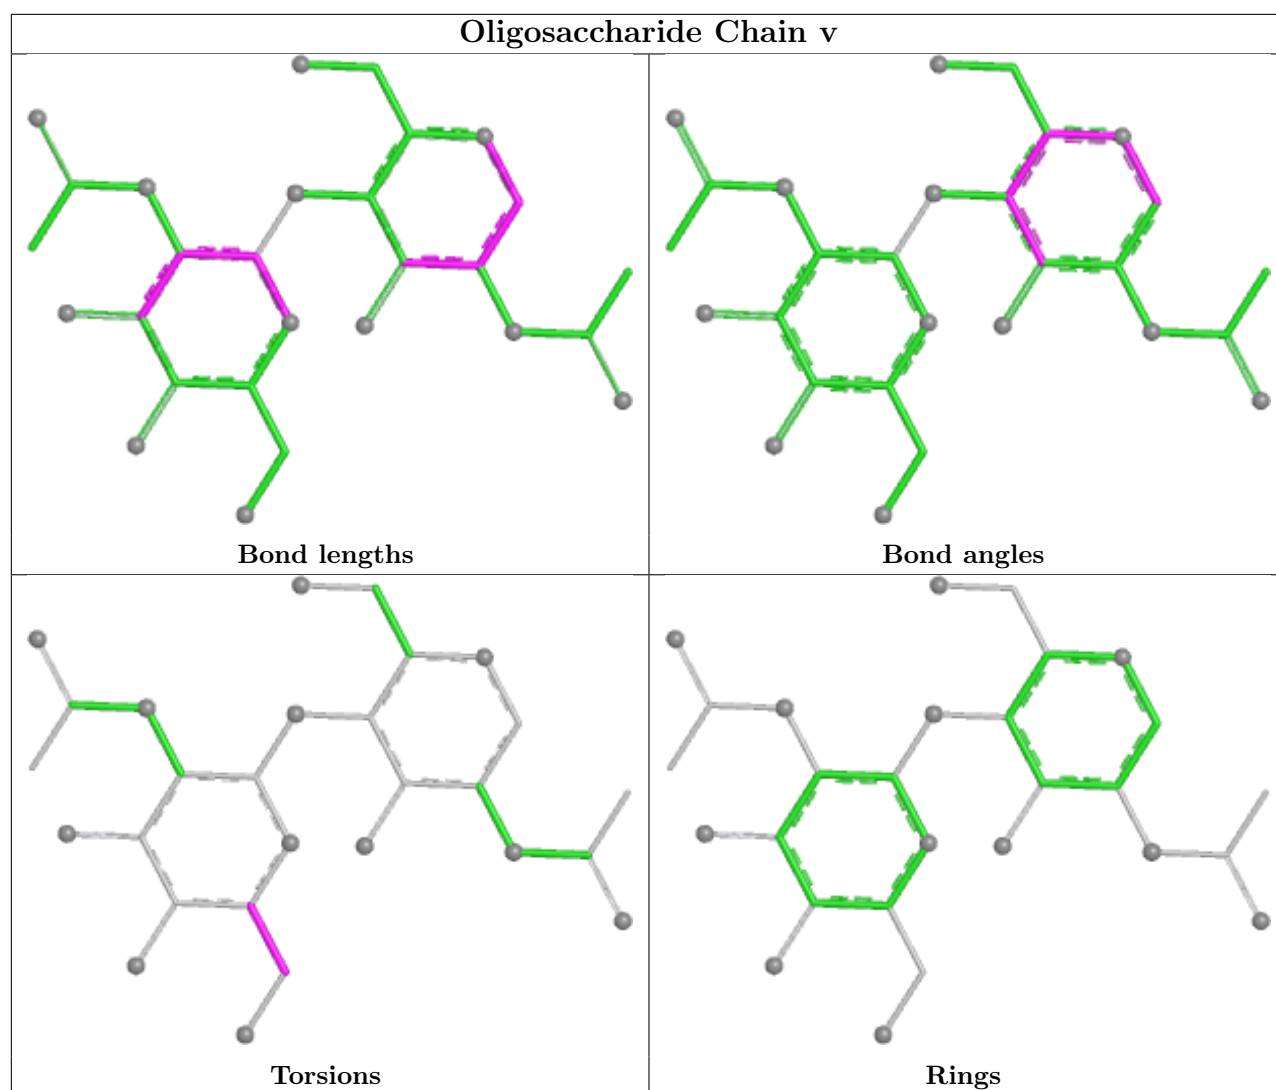 Oligosaccharide Chain v
Bond lengths
Bond angles
Torsions
Rings